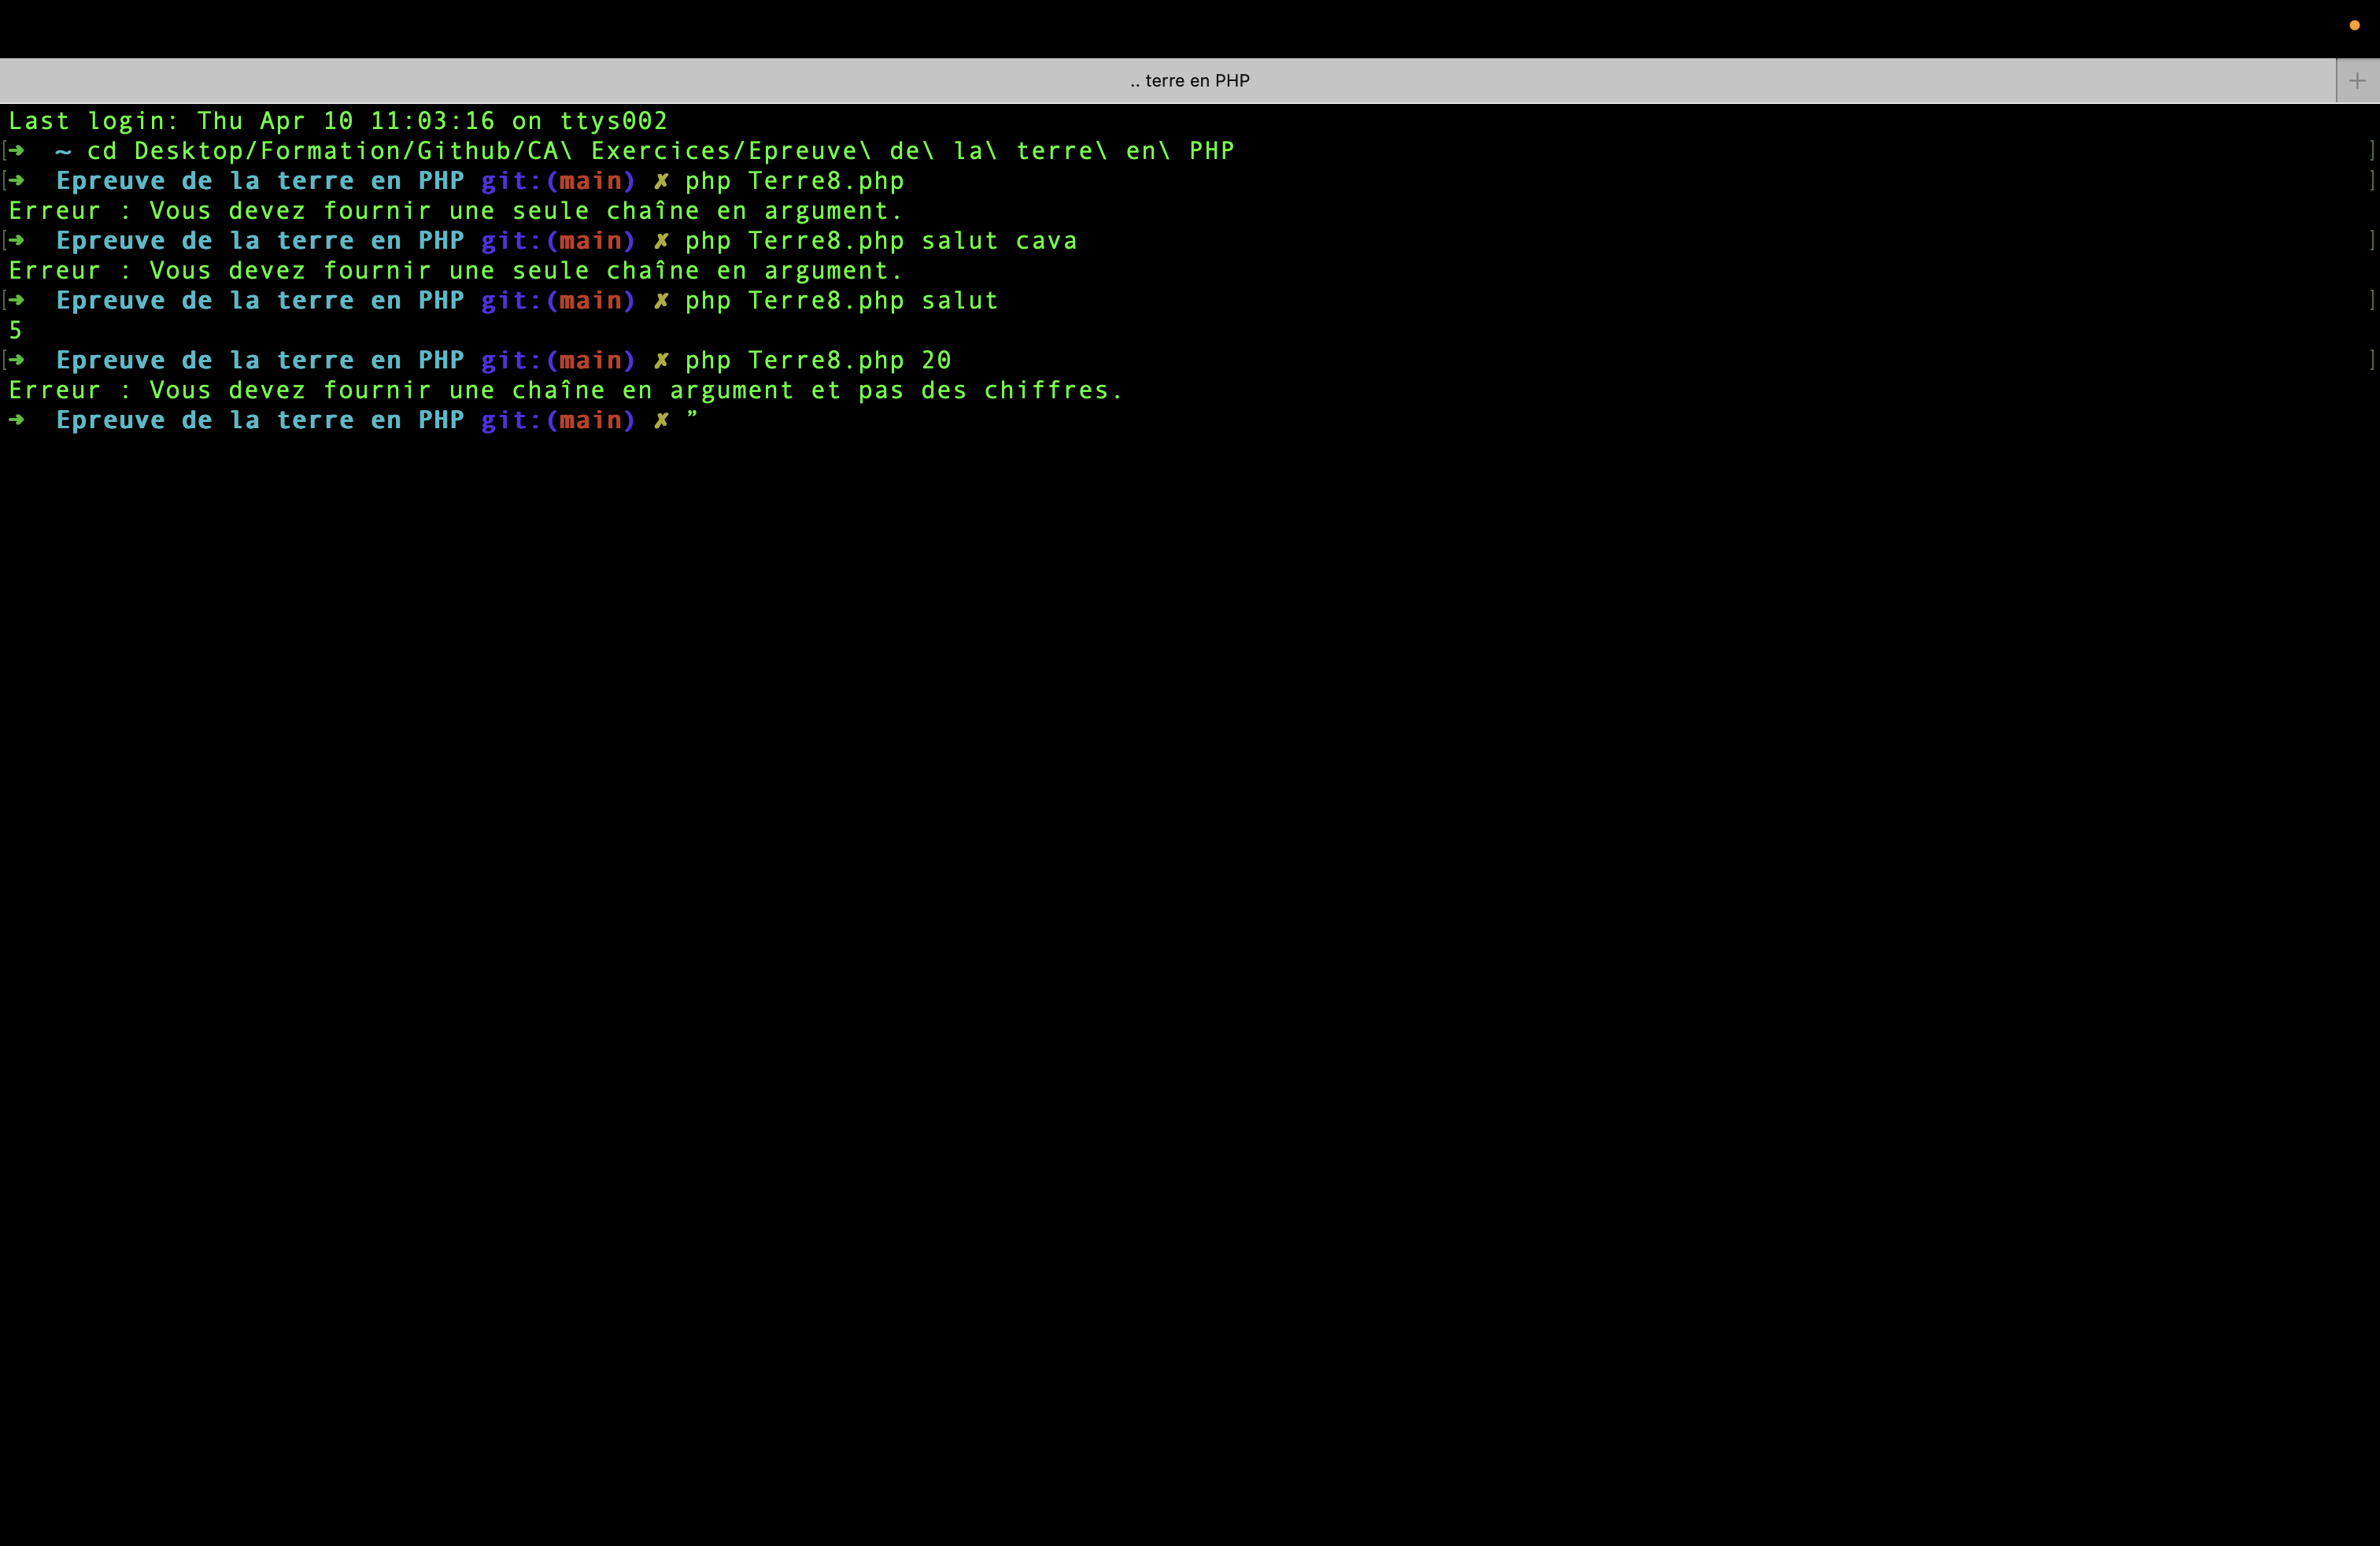 .. terre en PHP
Last login: Thu Apr 10 11:03:16 on ttys002
[➜  ~ cd Desktop/Formation/Github/CA\ Exercices/Epreuve\ de\ la\ terre\ en\ PHP ]
[➜  Epreuve de la terre en PHP git:(main) ✗ php Terre8.php ]
Erreur : Vous devez fournir une seule chaîne en argument.
[➜  Epreuve de la terre en PHP git:(main) ✗ php Terre8.php salut cava ]
Erreur : Vous devez fournir une seule chaîne en argument.
[➜  Epreuve de la terre en PHP git:(main) ✗ php Terre8.php salut ]
5
[➜  Epreuve de la terre en PHP git:(main) ✗ php Terre8.php 20 ]
Erreur : Vous devez fournir une chaîne en argument et pas des chiffres.
➜  Epreuve de la terre en PHP git:(main) ✗ ”